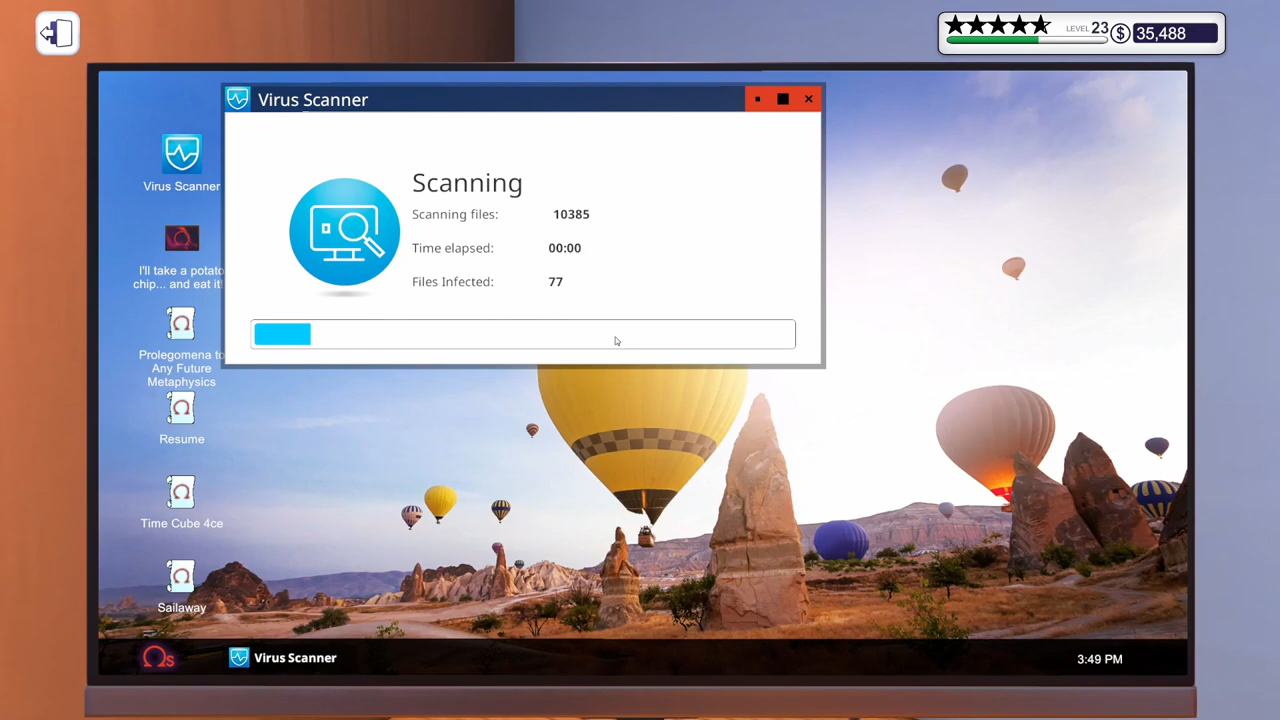 LEVEL 23
$ 35,488
Virus Scanner
Virus Scanner
Scanning
Scanning files: 10385
Time elapsed: 00:00
Files Infected: 77
I'll take a potato
chip... and eat it!
Prolegomena to
Any Future
Metaphysics
Resume
Time Cube 4ce
Sailaway
Ωs
Virus Scanner
3:49 PM